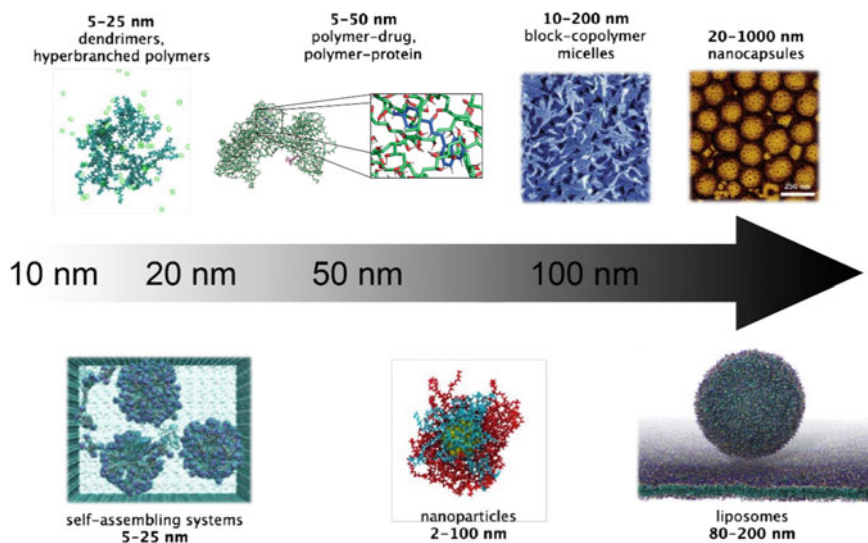 5-25 nm
dendrimers,
hyperbranched polymers
5-50 nm
polymer-drug,
polymer-protein
10-200 nm
block-copolymer
micelles
20-1000 nm
nanocapsules
250 nm
10 nm
20 nm
50 nm
100 nm
self-assembling systems
5-25 nm
nanoparticles
2-100 nm
liposomes
80-200 nm